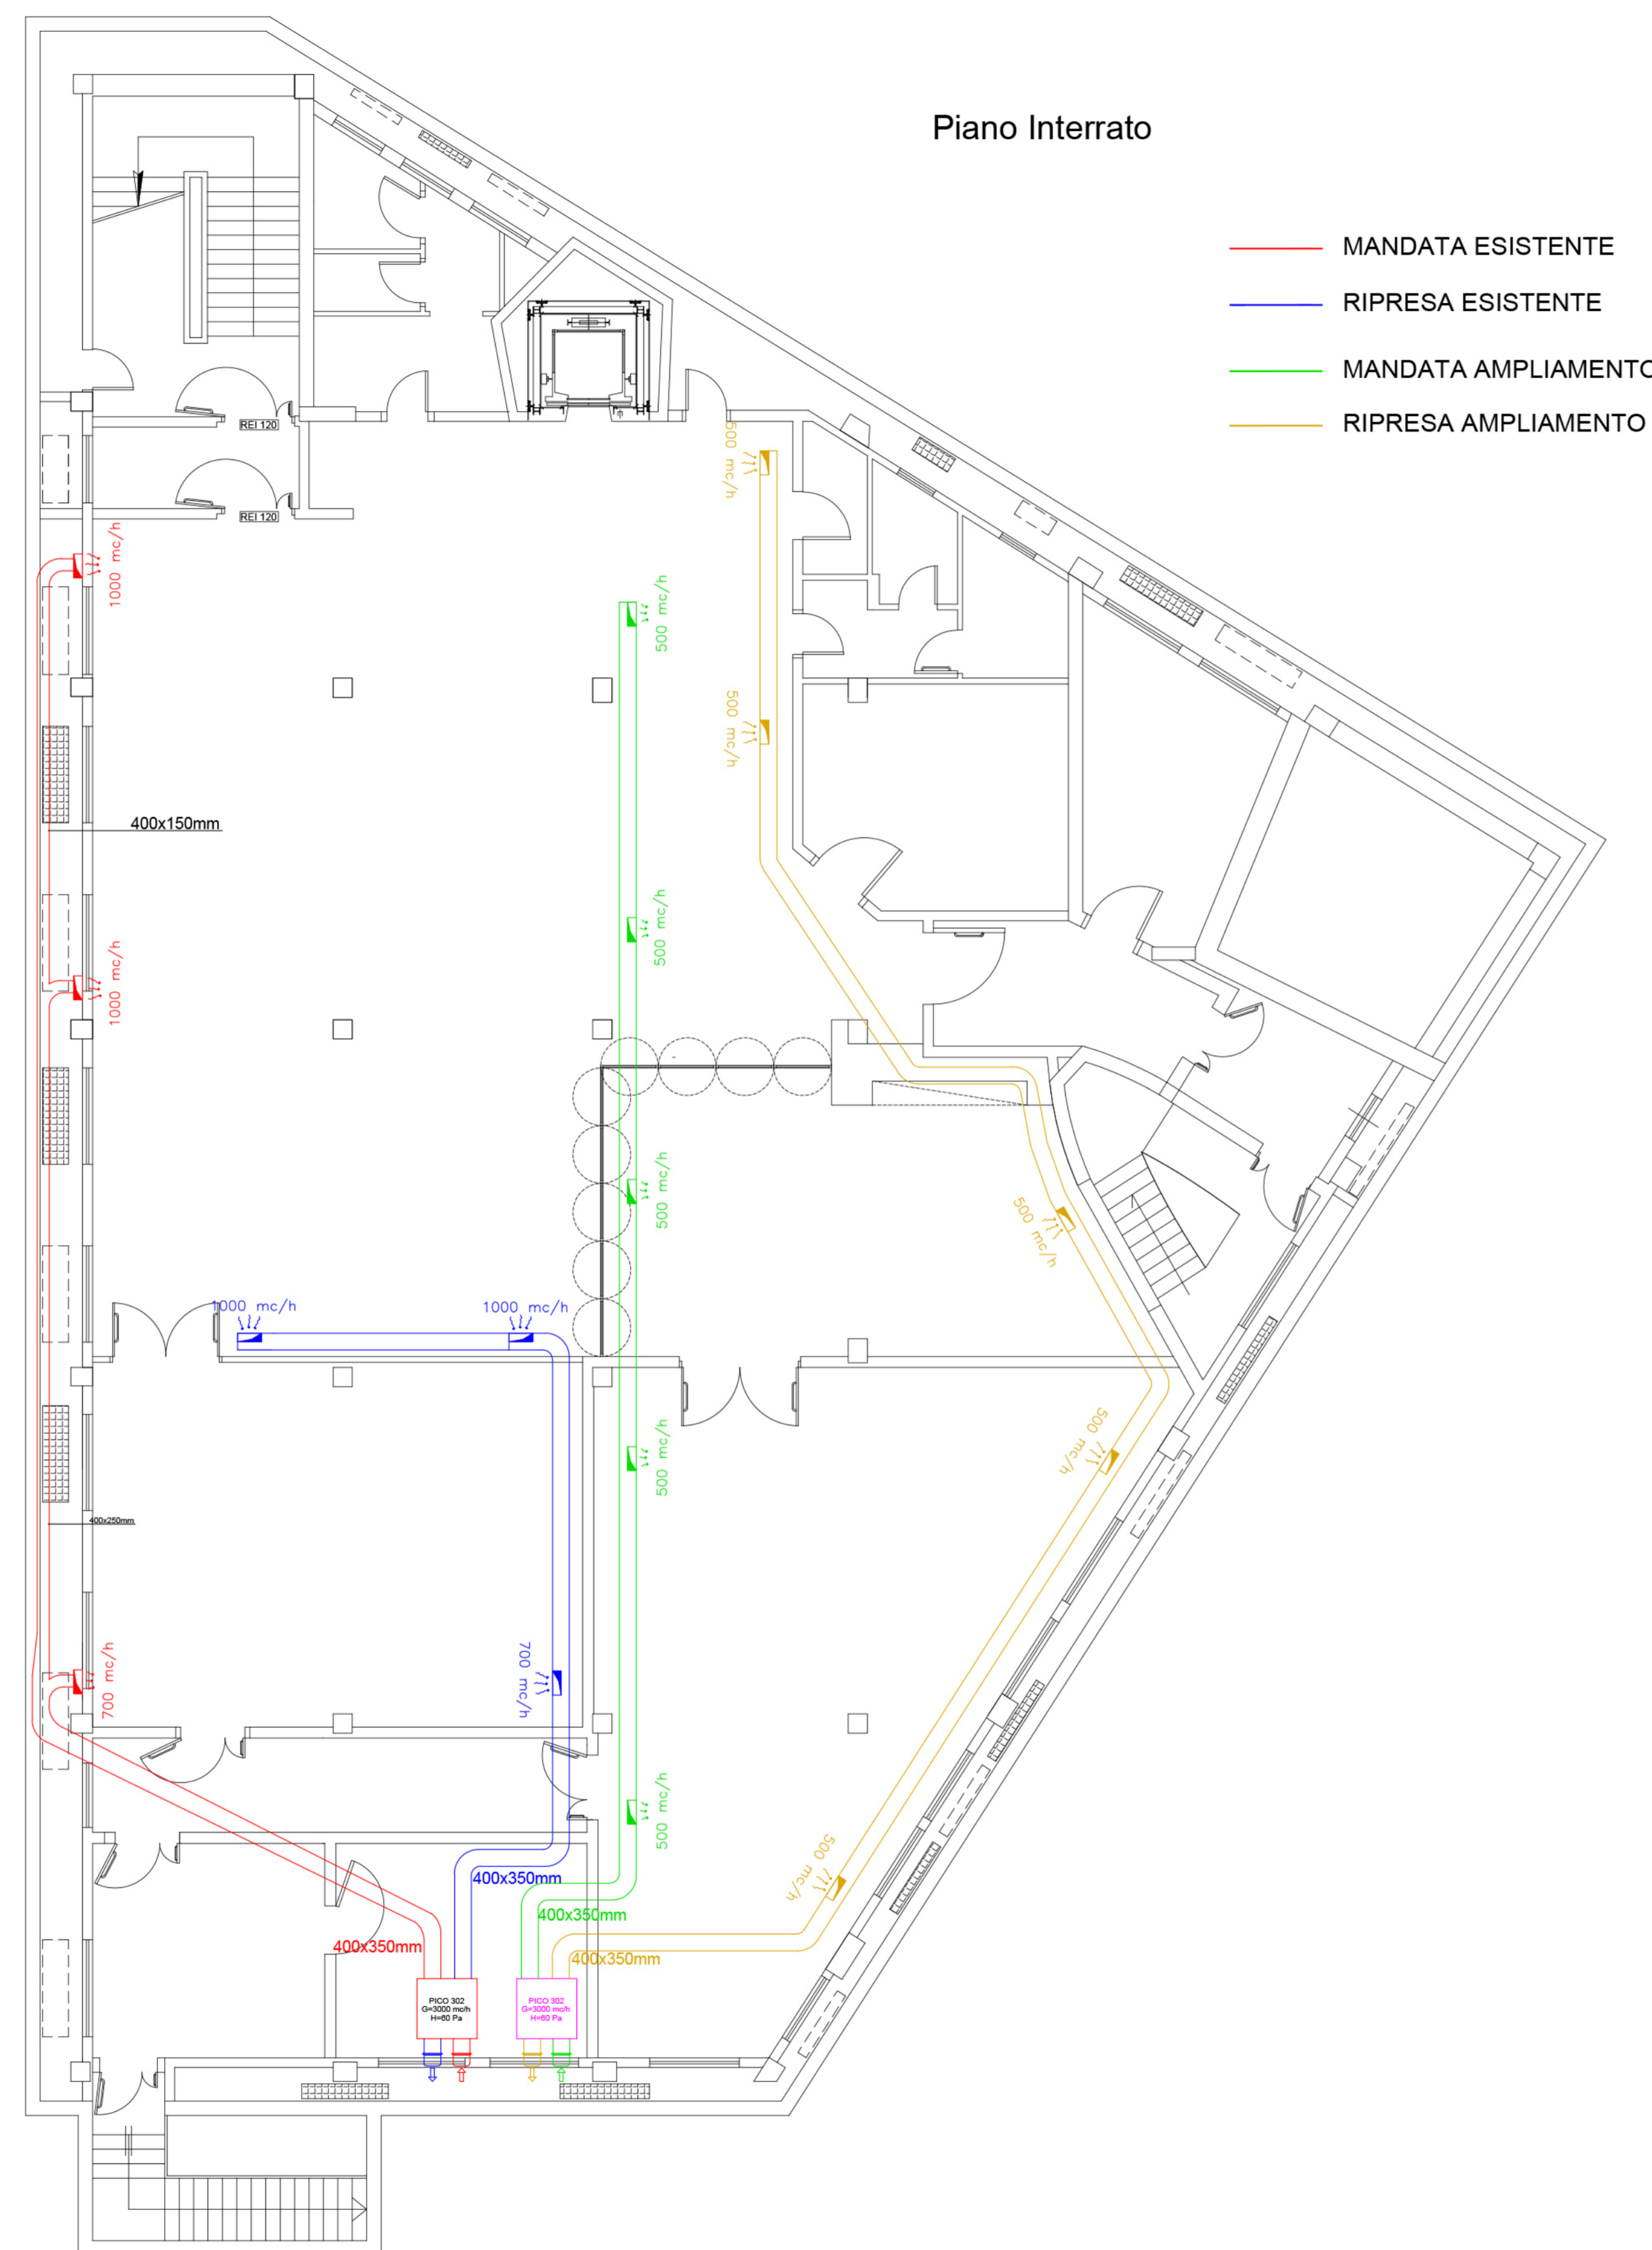 Piano Interrato
MANDATA ESISTENTE
RIPRESA ESISTENTE
MANDATA AMPLIAMENTO
RIPRESA AMPLIAMENTO
REI 120
500 mc/h
REI 120
1000 mc/h
500 mc/h
500 mc/h
400x150mm
500 mc/h
1000 mc/h
500 mc/h
500 mc/h
1000 mc/h
1000 mc/h
500 mc/h
500 mc/h
400x250mm
700 mc/h
700 mc/h
500 mc/h
500 mc/h
400x350mm
400x350mm
400x350mm
400x350mm
PICO 302
G=3000 mc/h
H=60 Pa
PICO 302
G=3000 mc/h
H=60 Pa